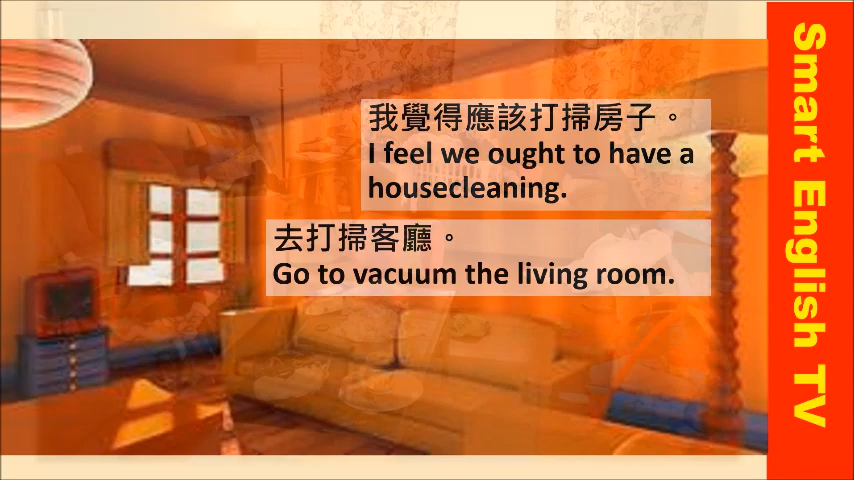 我覺得應該打掃房子。
I feel we ought to have a
housecleaning.
去打掃客廳。
Go to vacuum the living room.
Smart English TV